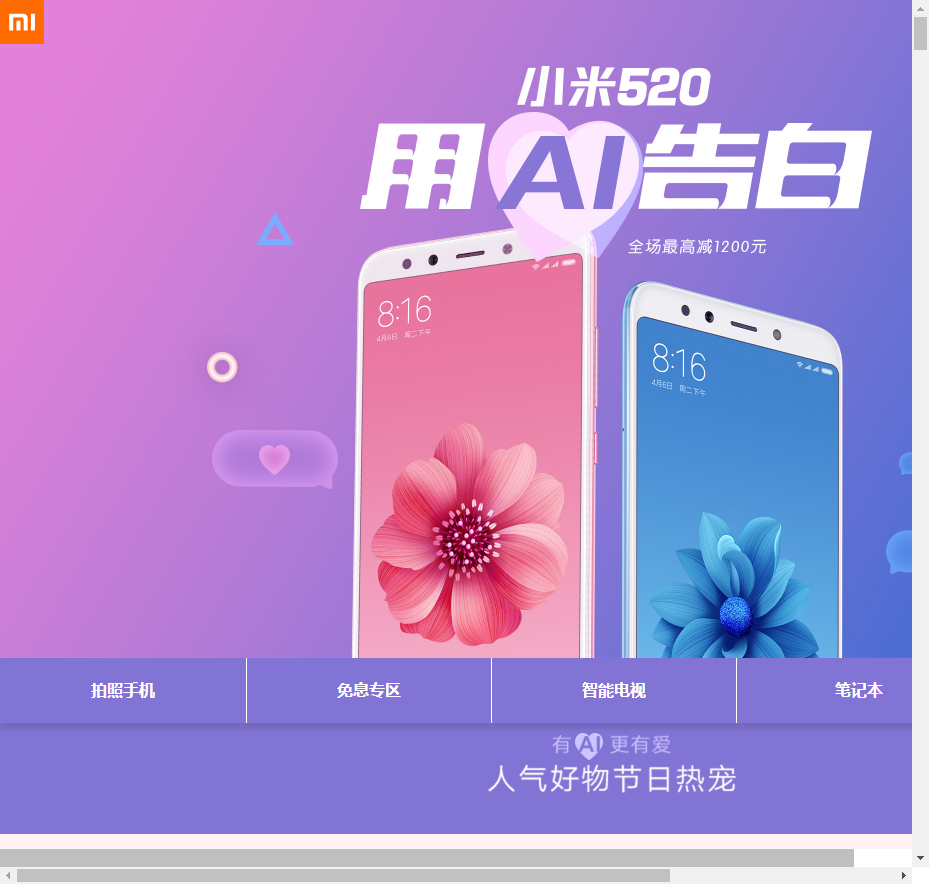 mi
小米520
用AI告白
全场最高减1200元
8:16
4月6日 周二下午
8:16
4月6日 周二下午
拍照手机
免息专区
智能电视
笔记本
有AI更有爱
人气好物节日热宠